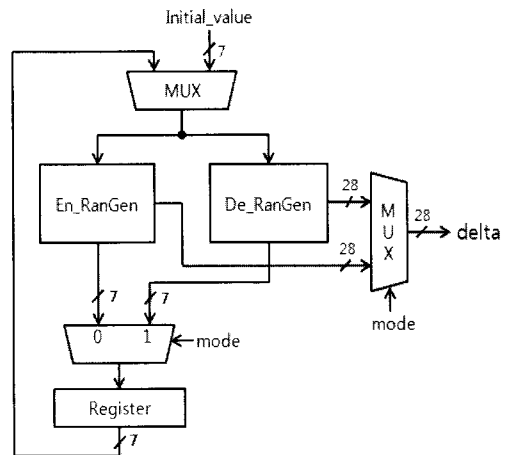 Initial_value
7
MUX
En_RanGen
De_RanGen
28
28
M
U
X
28
delta
mode
7
7
0
1
mode
Register
7